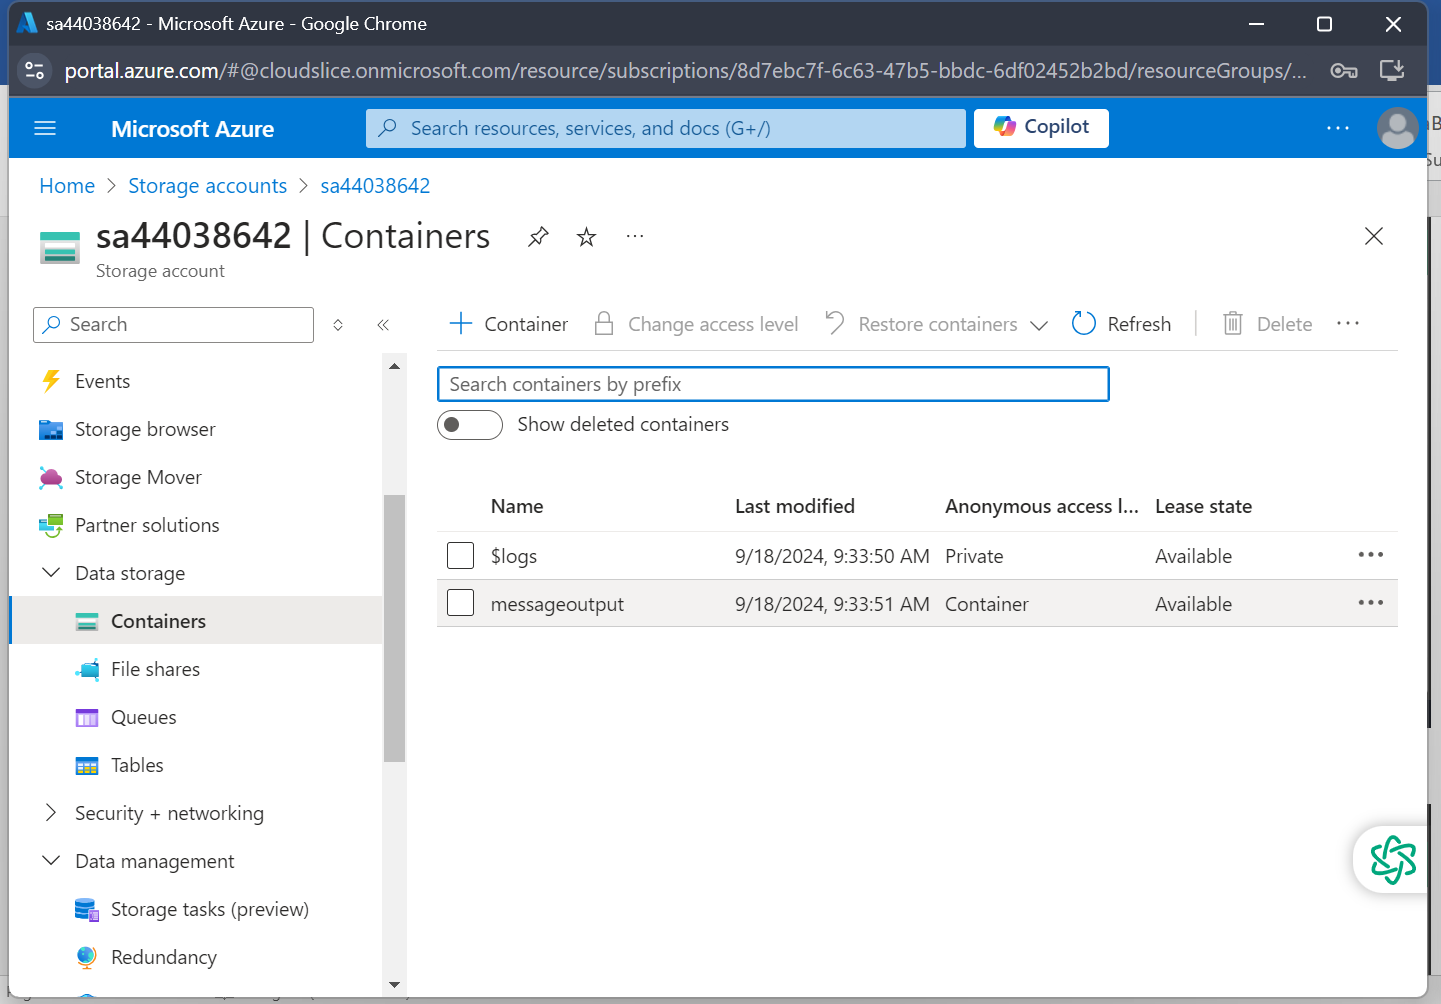 sa44038642 - Microsoft Azure - Google Chrome
portal.azure.com/#@cloudslice.onmicrosoft.com/resource/subscriptions/8d7ebc7f-6c63-47b5-bbdc-6df02452b2bd/resourceGroups/...
Microsoft Azure
Search resources, services, and docs (G+/)
Copilot
Home > Storage accounts > sa44038642
sa44038642 | Containers
Storage account
Search
Container
Change access level
Restore containers
Refresh
Delete
Events
Storage browser
Storage Mover
Partner solutions
Data storage
Containers
File shares
Queues
Tables
Security + networking
Data management
Storage tasks (preview)
Redundancy
Search containers by prefix
Show deleted containers
Name Last modified Anonymous access l... Lease state
$logs 9/18/2024, 9:33:50 AM Private Available
messageoutput 9/18/2024, 9:33:51 AM Container Available